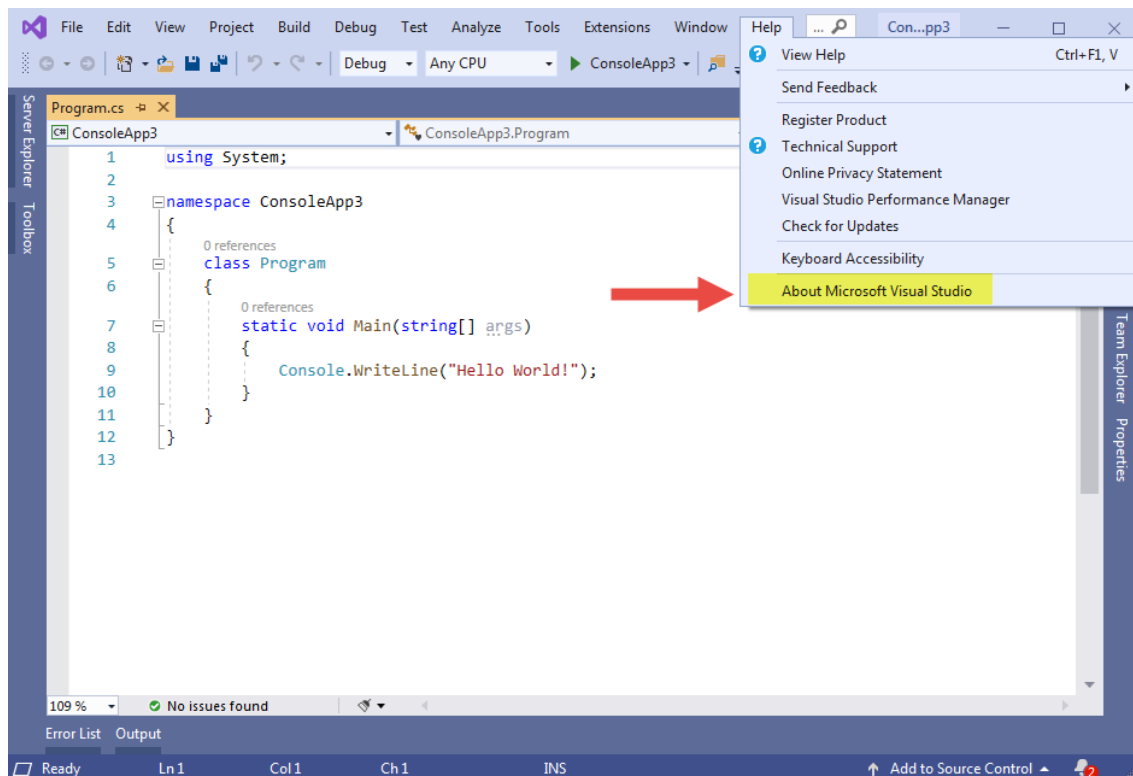 File Edit View Project Build Debug Test Analyze Tools Extensions Window Help ... Con...pp3
Debug Any CPU ConsoleApp3
View Help Ctrl+F1, V
Send Feedback
Register Product
Technical Support
Online Privacy Statement
Visual Studio Performance Manager
Check for Updates
Keyboard Accessibility
About Microsoft Visual Studio
Server Explorer
Toolbox
Program.cs
C# ConsoleApp3 ConsoleApp3.Program
1 using System;
2
3 namespace ConsoleApp3
4 {
0 references
5 class Program
6 {
0 references
7 static void Main(string[] args)
8 {
9 Console.WriteLine("Hello World!");
10 }
11 }
12 }
13
Team Explorer
Properties
109 % No issues found
Error List Output
Ready Ln 1 Col 1 Ch 1 INS Add to Source Control 2